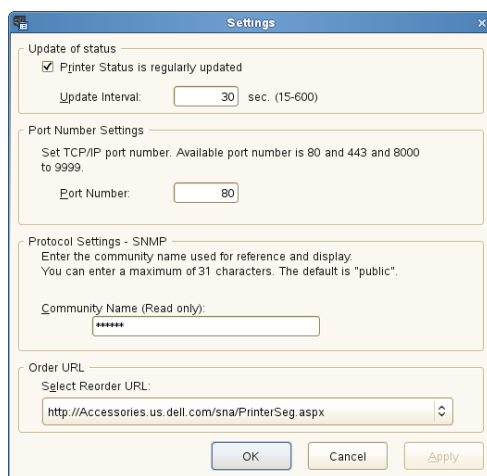 Settings
Update of status
Printer Status is regularly updated
Update Interval: 30 sec. (15-600)
Port Number Settings
Set TCP/IP port number. Available port number is 80 and 443 and 8000
to 9999.
Port Number: 80
Protocol Settings - SNMP
Enter the community name used for reference and display.
You can enter a maximum of 31 characters. The default is "public".
Community Name (Read only):
******
Order URL
Select Reorder URL:
http://Accessories.us.dell.com/sna/PrinterSeg.aspx
OK Cancel Apply